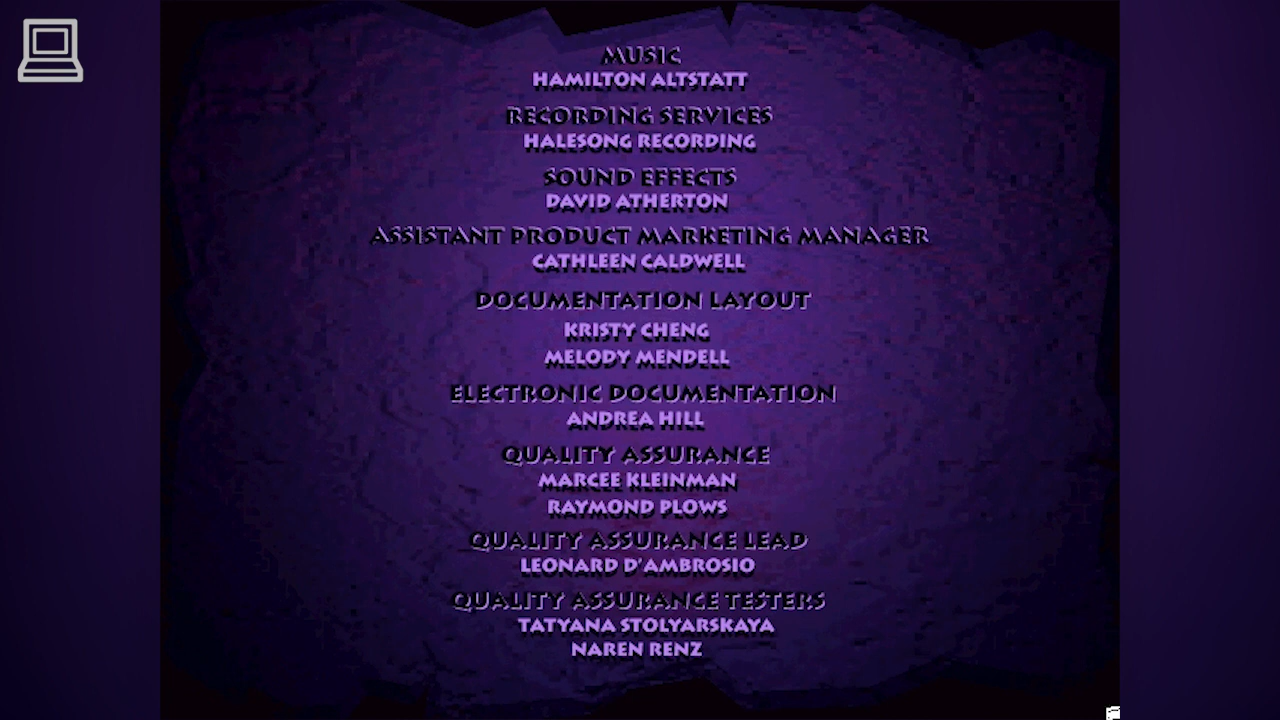 MUSIC
HAMILTON ALTSTATT
RECORDING SERVICES
HALESONG RECORDING
SOUND EFFECTS
DAVID ATHERTON
ASSISTANT PRODUCT MARKETING MANAGER
CATHLEEN CALDWELL
DOCUMENTATION LAYOUT
KRISTY CHENG
MELODY MENDELL
ELECTRONIC DOCUMENTATION
ANDREA HILL
QUALITY ASSURANCE
MARCEE KLEINMAN
RAYMOND PLOWS
QUALITY ASSURANCE LEAD
LEONARD D'AMBROSIO
QUALITY ASSURANCE TESTERS
TATYANA STOLYARSKAYA
NAREN RENZ